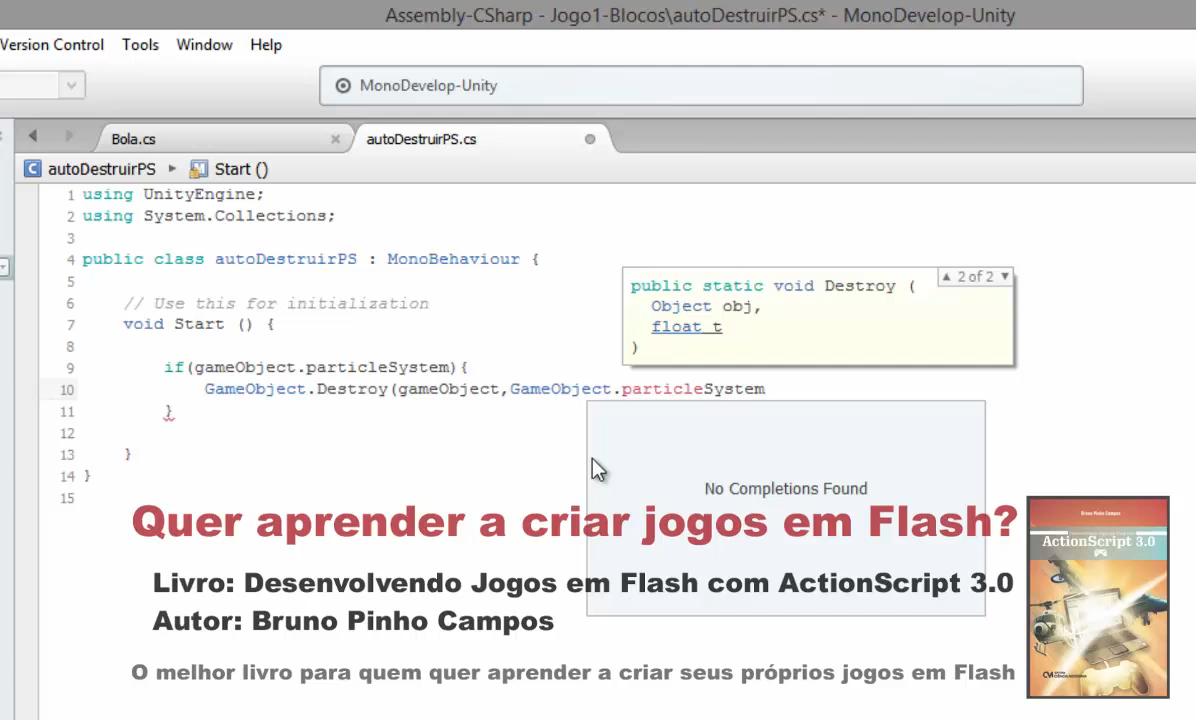 Assembly-CSharp - Jogo1-Blocos\autoDestruirPS.cs* - MonoDevelop-Unity
Version Control Tools Window Help
MonoDevelop-Unity
Bola.cs autoDestruirPS.cs
autoDestruirPS Start ()
1 using UnityEngine;
2 using System.Collections;
3
4 public class autoDestruirPS : MonoBehaviour {
5
6 // Use this for initialization
7 void Start () {
8
9 if(gameObject.particleSystem){
10 GameObject.Destroy(gameObject,GameObject.particleSystem
11 }
12
13 }
14 }
15
2 of 2
public static void Destroy (
Object obj,
float t
)
No Completions Found
Quer aprender a criar jogos em Flash?
Livro: Desenvolvendo Jogos em Flash com ActionScript 3.0
Autor: Bruno Pinho Campos
O melhor livro para quem quer aprender a criar seus próprios jogos em Flash
Bruno Pinho Campos
ActionScript 3.0